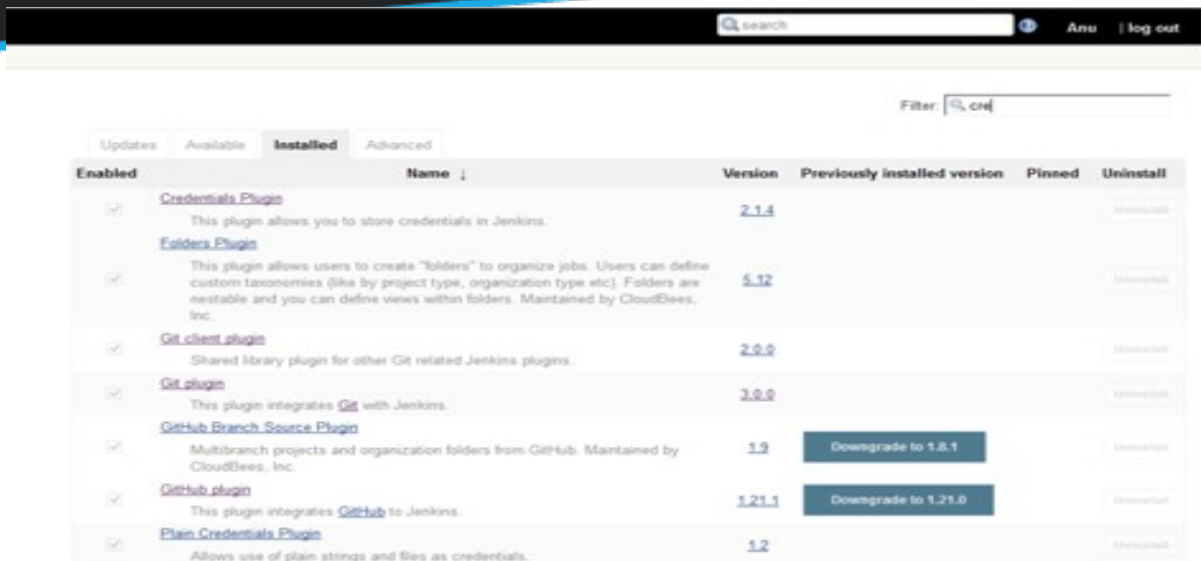 search
Anu | log out
Filter: cre
Updates Available Installed Advanced
Enabled Name ↓ Version Previously installed version Pinned Uninstall
Credentials Plugin
This plugin allows you to store credentials in Jenkins.
2.1.4
Uninstall
Folders Plugin
This plugin allows users to create "folders" to organize jobs. Users can define
custom taxonomies (like by project type, organization type etc). Folders are
nestable and you can define views within folders. Maintained by CloudBees,
Inc.
5.12
Uninstall
Git client plugin
Shared library plugin for other Git related Jenkins plugins.
2.0.0
Uninstall
Git plugin
This plugin integrates Git with Jenkins.
3.0.0
Uninstall
GitHub Branch Source Plugin
Multibranch projects and organization folders from GitHub. Maintained by
CloudBees, Inc.
1.9
Downgrade to 1.8.1
Uninstall
GitHub plugin
This plugin integrates GitHub to Jenkins.
1.21.1
Downgrade to 1.21.0
Uninstall
Plain Credentials Plugin
Allows use of plain strings and files as credentials.
1.2
Uninstall